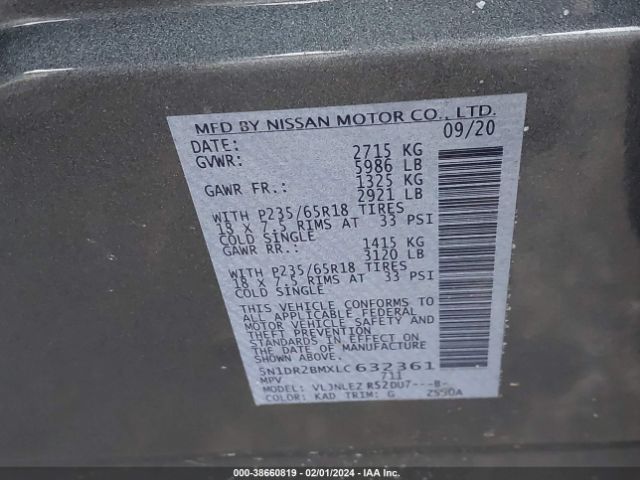 MFD BY NISSAN MOTOR CO., LTD.
DATE: 09/20
GVWR: 2715 KG
5986 LB
GAWR FR.: 1325 KG
2921 LB
WITH P235/65R18 TIRES
18 X 7.5 RIMS AT 33 PSI
COLD SINGLE
GAWR RR.: 1415 KG
3120 LB
WITH P235/65R18 TIRES
18 X 7.5 RIMS AT 33 PSI
COLD SINGLE
THIS VEHICLE CONFORMS TO
ALL APPLICABLE FEDERAL
MOTOR VEHICLE SAFETY AND
THEFT PREVENTION
STANDARDS IN EFFECT ON
THE DATE OF MANUFACTURE
SHOWN ABOVE.
5N1DR2BMXLC632361
MPV 711
MODEL: VLJNLEZ R52DU7---B-
COLOR: KAD TRIM: G 2S90A
000-38660819 - 02/01/2024 - IAA Inc.